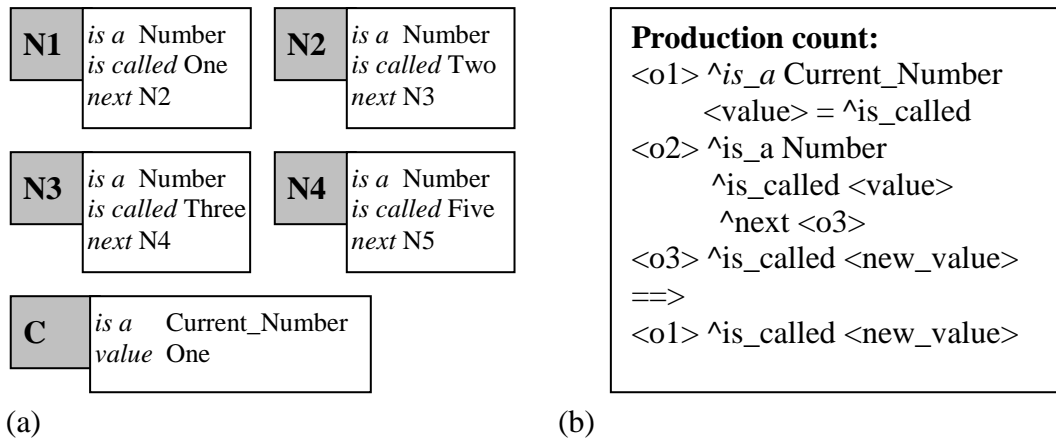 N1
is a Number
is called One
next N2
N2
is a Number
is called Two
next N3
N3
is a Number
is called Three
next N4
N4
is a Number
is called Five
next N5
C
is a Current_Number
value One
(a)
Production count:
<o1> ^is_a Current_Number
<value> = ^is_called
<o2> ^is_a Number
^is_called <value>
^next <o3>
<o3> ^is_called <new_value>
==>
<o1> ^is_called <new_value>
(b)